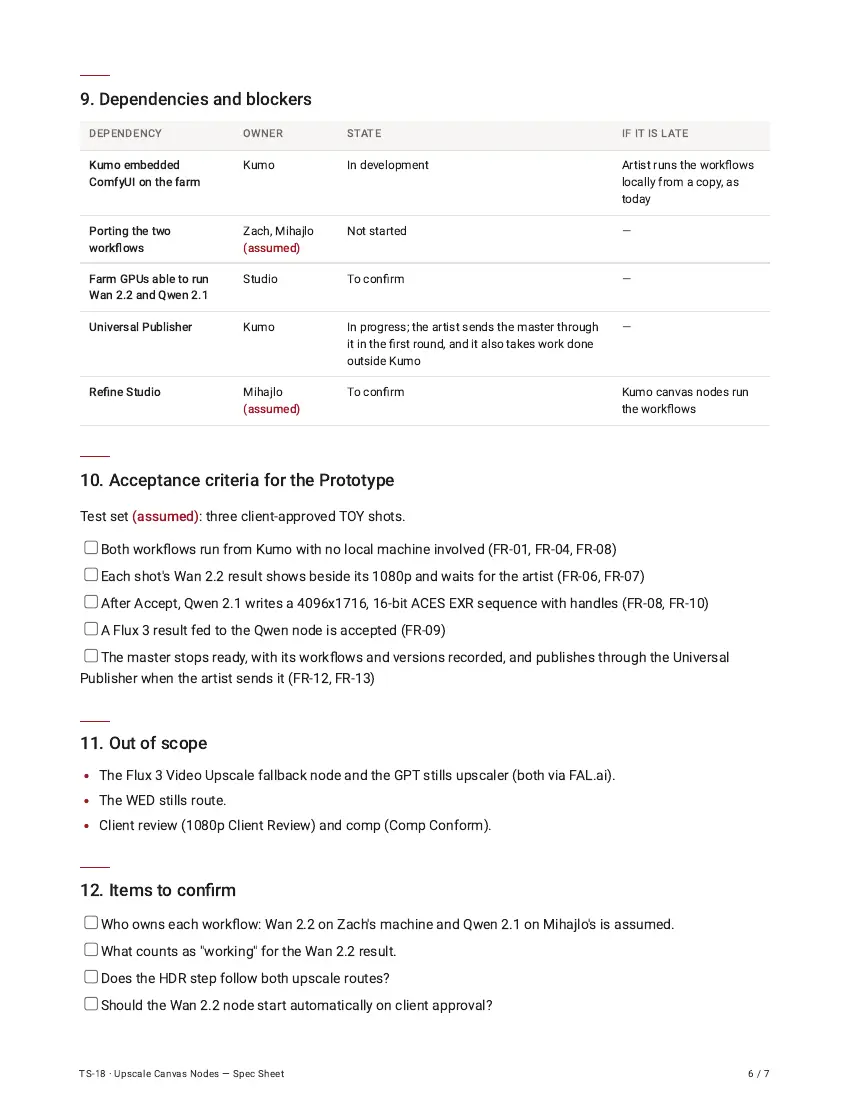 9. Dependencies and blockers
DEPENDENCY OWNER STATE IF IT IS LATE
Kumo embedded ComfyUI on the farm Kumo In development Artist runs the workflows locally from a copy, as today
Porting the two workflows Zach, Mihajlo (assumed) Not started —
Farm GPUs able to run Wan 2.2 and Qwen 2.1 Studio To confirm —
Universal Publisher Kumo In progress; the artist sends the master through it in the first round, and it also takes work done outside Kumo —
Refine Studio Mihajlo (assumed) To confirm Kumo canvas nodes run the workflows
10. Acceptance criteria for the Prototype
Test set (assumed): three client-approved TOY shots.
Both workflows run from Kumo with no local machine involved (FR-01, FR-04, FR-08)
Each shot's Wan 2.2 result shows beside its 1080p and waits for the artist (FR-06, FR-07)
After Accept, Qwen 2.1 writes a 4096x1716, 16-bit ACES EXR sequence with handles (FR-08, FR-10)
A Flux 3 result fed to the Qwen node is accepted (FR-09)
The master stops ready, with its workflows and versions recorded, and publishes through the Universal
Publisher when the artist sends it (FR-12, FR-13)
11. Out of scope
• The Flux 3 Video Upscale fallback node and the GPT stills upscaler (both via FAL.ai).
• The WED stills route.
• Client review (1080p Client Review) and comp (Comp Conform).
12. Items to confirm
Who owns each workflow: Wan 2.2 on Zach's machine and Qwen 2.1 on Mihajlo's is assumed.
What counts as "working" for the Wan 2.2 result.
Does the HDR step follow both upscale routes?
Should the Wan 2.2 node start automatically on client approval?
TS-18 · Upscale Canvas Nodes — Spec Sheet 6 / 7